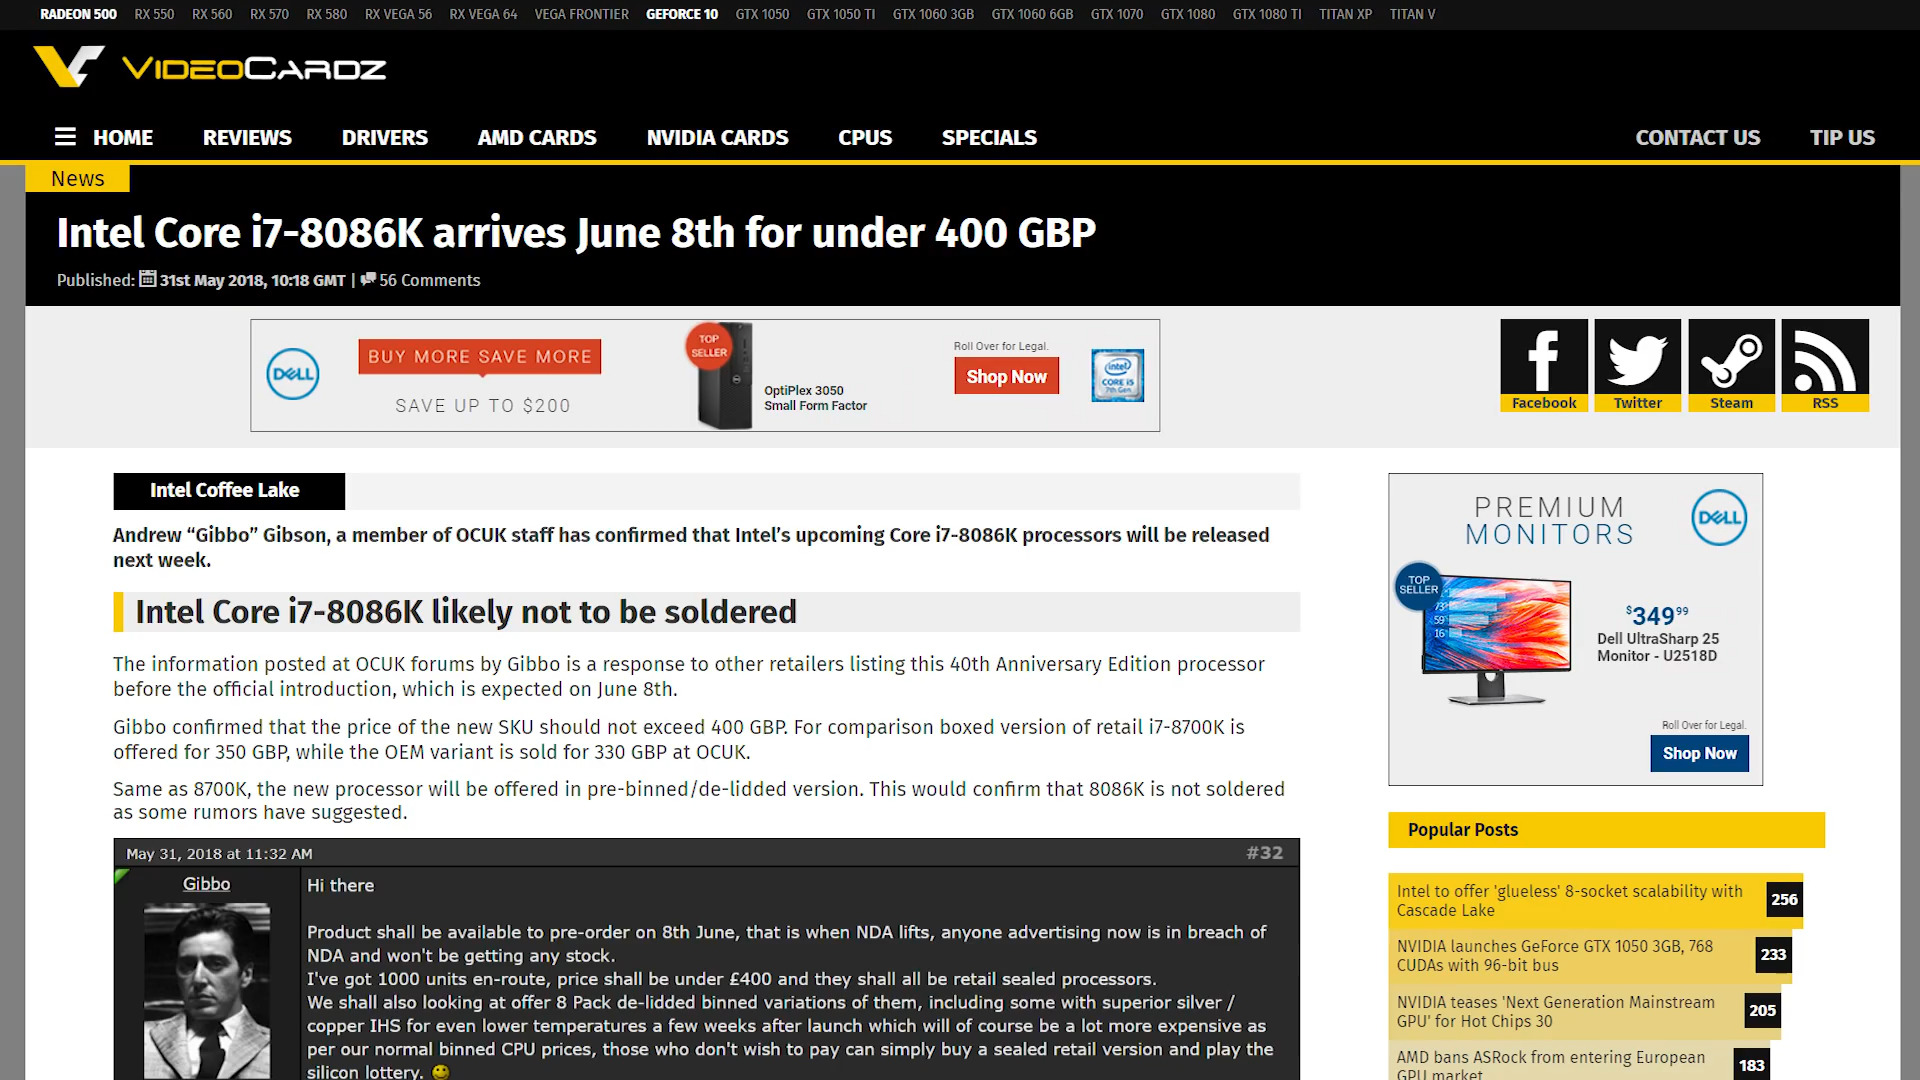 RADEON 500 RX 550 RX 560 RX 570 RX 580 RX VEGA 56 RX VEGA 64 VEGA FRONTIER GEFORCE 10 GTX 1050 GTX 1050 TI GTX 1060 3GB GTX 1060 6GB GTX 1070 GTX 1080 GTX 1080 TI TITAN XP TITAN V
VIDEOCARDZ
HOME REVIEWS DRIVERS AMD CARDS NVIDIA CARDS CPUS SPECIALS CONTACT US TIP US
News
Intel Core i7-8086K arrives June 8th for under 400 GBP
Published: 31st May 2018, 10:18 GMT | 56 Comments
DELL
BUY MORE SAVE MORE
SAVE UP TO $200
TOP
SELLER
OptiPlex 3050
Small Form Factor
Roll Over for Legal.
Shop Now
intel
CORE i5
7th Gen
Facebook Twitter Steam RSS
Intel Coffee Lake
Andrew “Gibbo” Gibson, a member of OCUK staff has confirmed that Intel’s upcoming Core i7-8086K processors will be released
next week.
Intel Core i7-8086K likely not to be soldered
The information posted at OCUK forums by Gibbo is a response to other retailers listing this 40th Anniversary Edition processor
before the official introduction, which is expected on June 8th.
Gibbo confirmed that the price of the new SKU should not exceed 400 GBP. For comparison boxed version of retail i7-8700K is
offered for 350 GBP, while the OEM variant is sold for 330 GBP at OCUK.
Same as 8700K, the new processor will be offered in pre-binned/de-lidded version. This would confirm that 8086K is not soldered
as some rumors have suggested.
May 31, 2018 at 11:32 AM #32
Gibbo
Hi there
Product shall be available to pre-order on 8th June, that is when NDA lifts, anyone advertising now is in breach of
NDA and won't be getting any stock.
I've got 1000 units en-route, price shall be under £400 and they shall all be retail sealed processors.
We shall also looking at offer 8 Pack de-lidded binned variations of them, including some with superior silver /
copper IHS for even lower temperatures a few weeks after launch which will of course be a lot more expensive as
per our normal binned CPU prices, those who don't wish to pay can simply buy a sealed retail version and play the
silicon lottery.
PREMIUM
MONITORS
DELL
TOP
SELLER
73°
59°
16°
$349⁹⁹
Dell UltraSharp 25
Monitor - U2518D
Roll Over for Legal.
Shop Now
Popular Posts
Intel to offer 'glueless' 8-socket scalability with
Cascade Lake
256
NVIDIA launches GeForce GTX 1050 3GB, 768
CUDAs with 96-bit bus
233
NVIDIA teases 'Next Generation Mainstream
GPU' for Hot Chips 30
205
AMD bans ASRock from entering European
GPU market
183